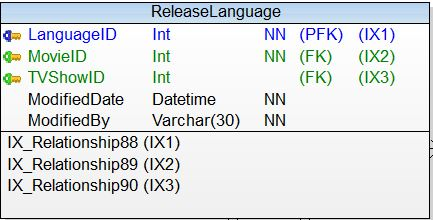 ReleaseLanguage
LanguageID Int NN (PFK) (IX1)
MovieID Int (FK) (IX2)
TVShowID Int (FK) (IX3)
ModifiedDate Datetime NN
ModifiedBy Varchar(30) NN
IX_Relationship88 (IX1)
IX_Relationship89 (IX2)
IX_Relationship90 (IX3)